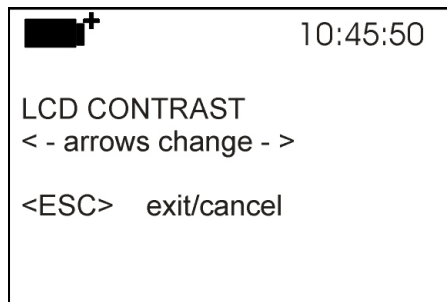 10:45:50
LCD CONTRAST
< - arrows change - >
<ESC> exit/cancel